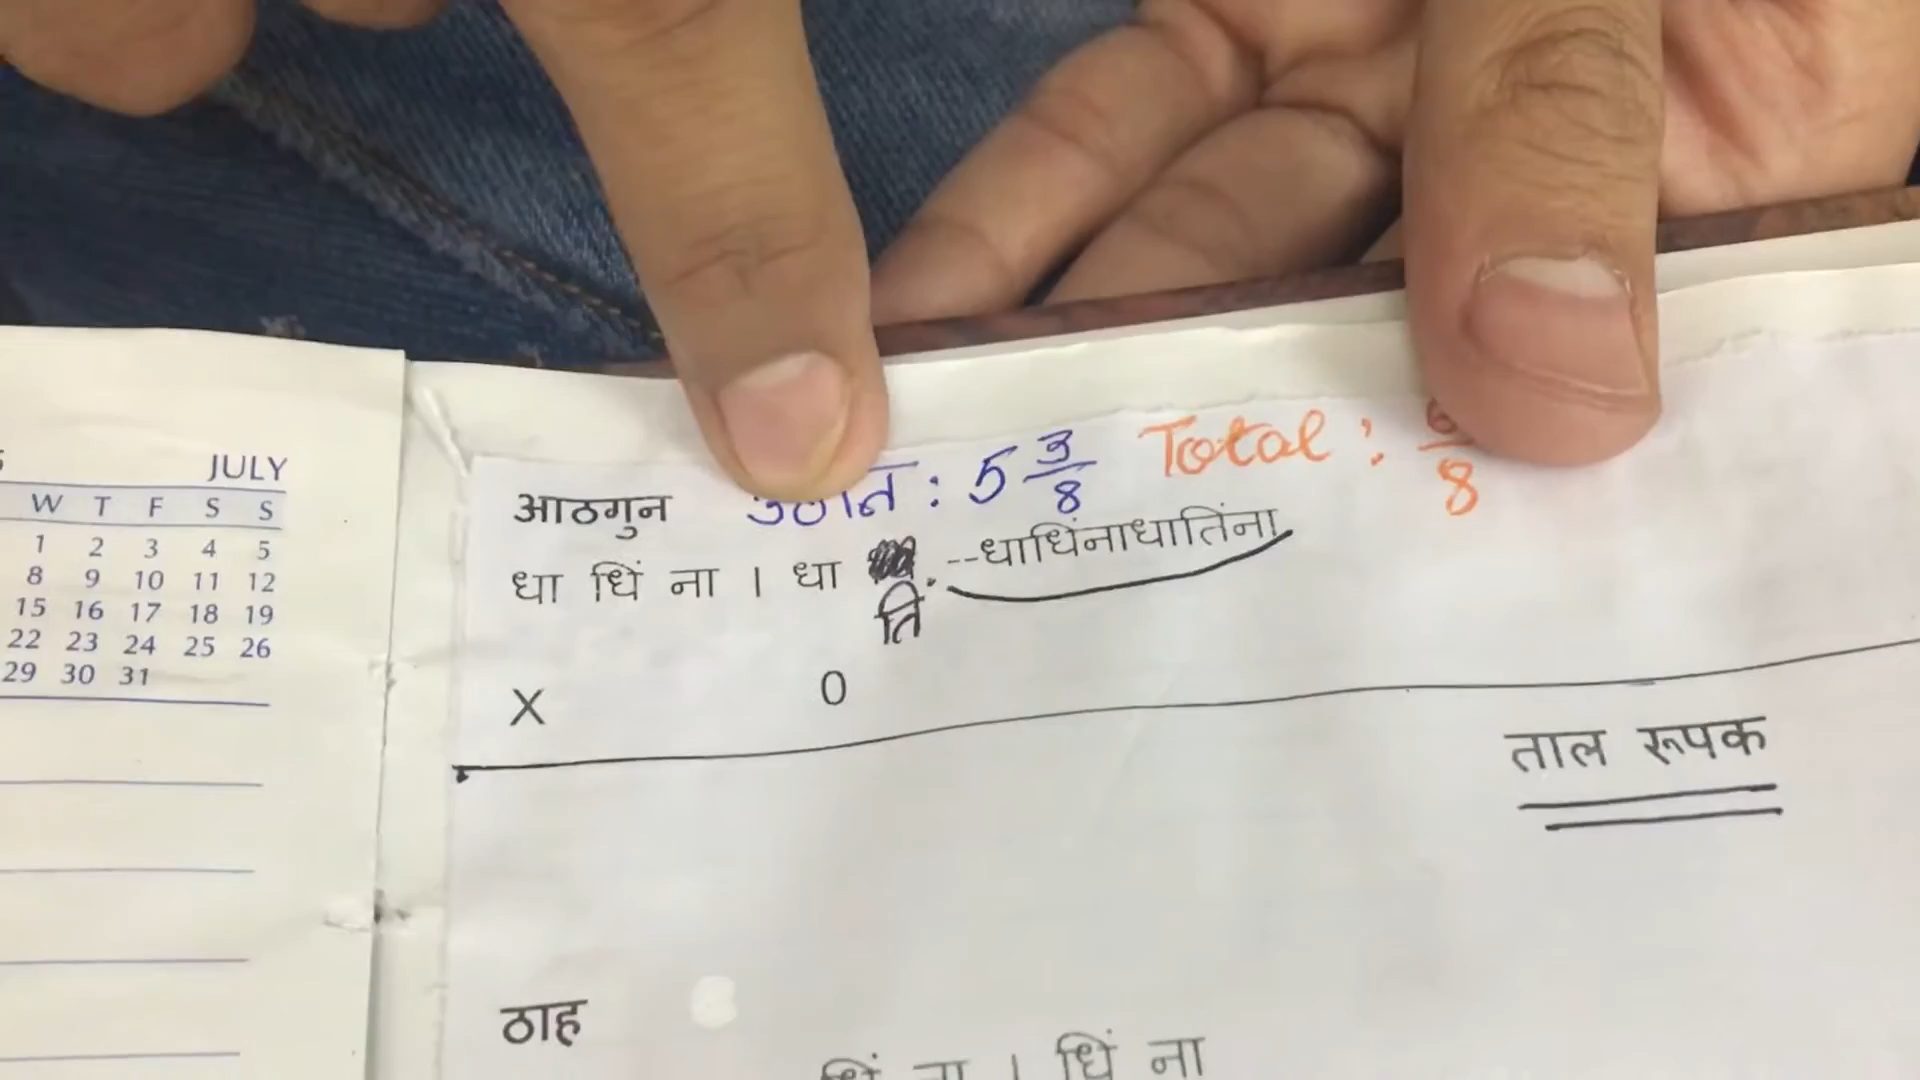 JULY
W T F S S
1 2 3 4 5
8 9 10 11 12
15 16 17 18 19
22 23 24 25 26
29 30 31
आठगुन : 5 3/8 Total : /8
धा धिं ना । धा ति --धाधिंनाधातिंना
X 0
ताल रूपक
ठाह
ना । धिं ना